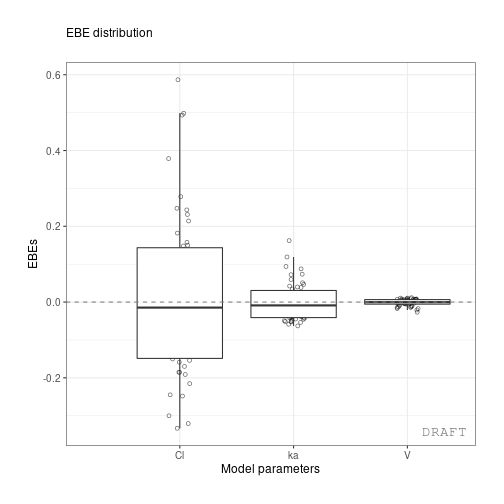 EBE distribution
0.6
0.4
0.2
0.0
-0.2
EBEs
DRAFT
Cl
ka
V
Model parameters